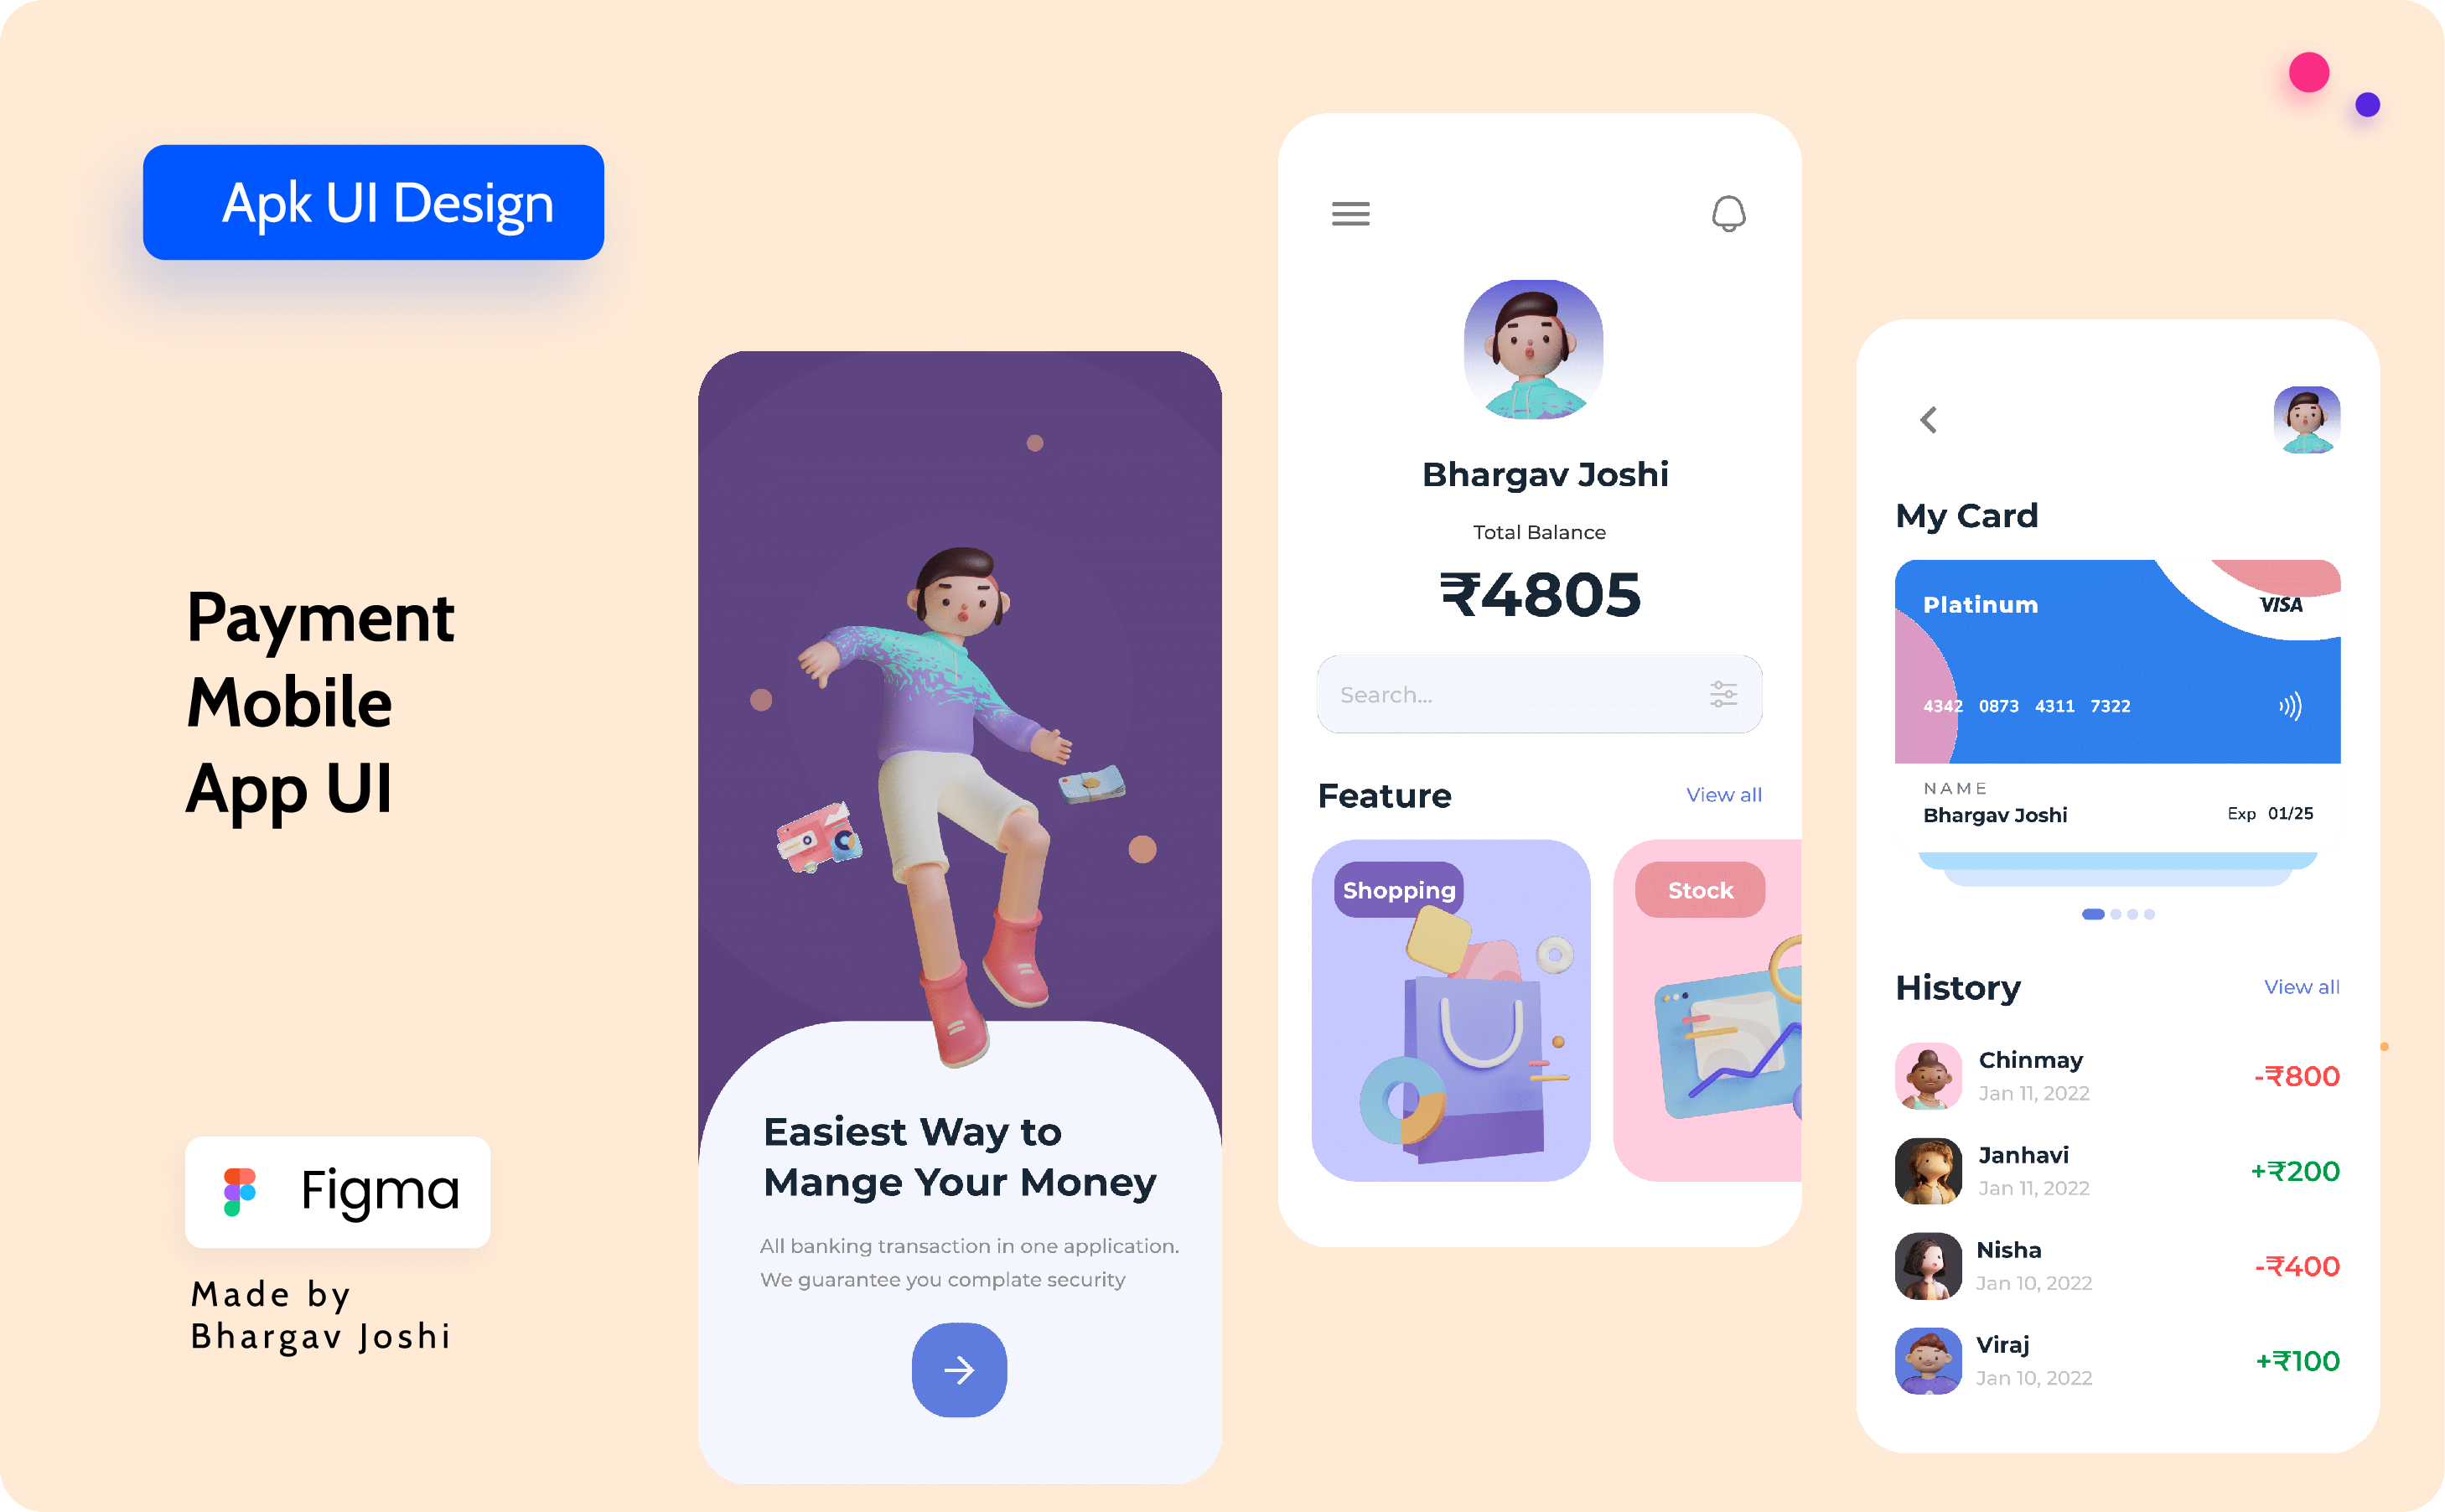 Apk UI Design
Payment
Mobile
App UI
Figma
Made by
Bhargav Joshi
Easiest Way to
Mange Your Money
All banking transaction in one application.
We guarantee you complate security
Bhargav Joshi
Total Balance
₹4805
Search...
Feature
View all
Shopping
Stock
My Card
Platinum
VISA
4342 0873 4311 7322
NAME
Bhargav Joshi
Exp 01/25
History
View all
Chinmay
-₹800
Jan 11, 2022
Janhavi
+₹200
Jan 11, 2022
Nisha
-₹400
Jan 10, 2022
Viraj
+₹100
Jan 10, 2022